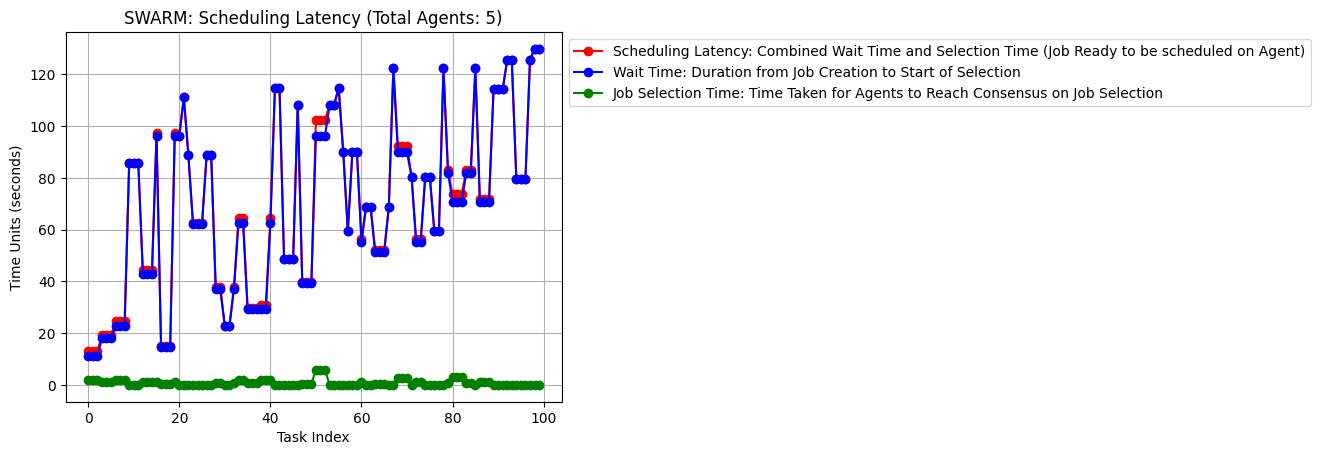 SWARM: Scheduling Latency (Total Agents: 5)
Scheduling Latency: Combined Wait Time and Selection Time (Job Ready to be scheduled on Agent)
Wait Time: Duration from Job Creation to Start of Selection
Job Selection Time: Time Taken for Agents to Reach Consensus on Job Selection
Time Units (seconds)
120
100
80
60
40
20
0
0 20 40 60 80 100
Task Index